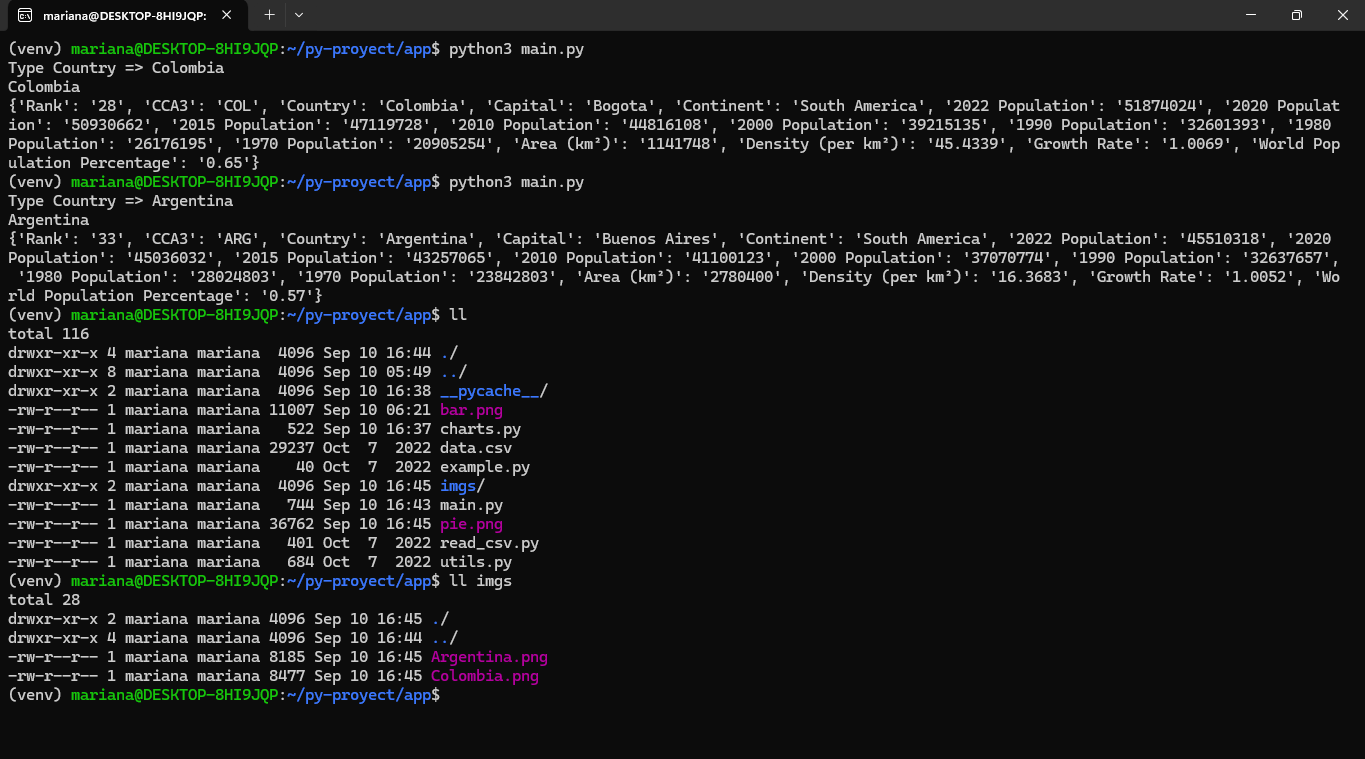 mariana@DESKTOP-8HI9JQP:
(venv) mariana@DESKTOP-8HI9JQP:~/py-proyect/app$ python3 main.py
Type Country => Colombia
Colombia
{'Rank': '28', 'CCA3': 'COL', 'Country': 'Colombia', 'Capital': 'Bogota', 'Continent': 'South America', '2022 Population': '51874024', '2020 Populat
ion': '50930662', '2015 Population': '47119728', '2010 Population': '44816108', '2000 Population': '39215135', '1990 Population': '32601393', '1980
Population': '26176195', '1970 Population': '20905254', 'Area (km²)': '1141748', 'Density (per km²)': '45.4339', 'Growth Rate': '1.0069', 'World Pop
ulation Percentage': '0.65'}
(venv) mariana@DESKTOP-8HI9JQP:~/py-proyect/app$ python3 main.py
Type Country => Argentina
Argentina
{'Rank': '33', 'CCA3': 'ARG', 'Country': 'Argentina', 'Capital': 'Buenos Aires', 'Continent': 'South America', '2022 Population': '45510318', '2020
Population': '45036032', '2015 Population': '43257065', '2010 Population': '41100123', '2000 Population': '37070774', '1990 Population': '32637657',
 '1980 Population': '28024803', '1970 Population': '23842803', 'Area (km²)': '2780400', 'Density (per km²)': '16.3683', 'Growth Rate': '1.0052', 'Wo
rld Population Percentage': '0.57'}
(venv) mariana@DESKTOP-8HI9JQP:~/py-proyect/app$ ll
total 116
drwxr-xr-x 4 mariana mariana  4096 Sep 10 16:44 ./
drwxr-xr-x 8 mariana mariana  4096 Sep 10 05:49 ../
drwxr-xr-x 2 mariana mariana  4096 Sep 10 16:38 __pycache__/
-rw-r--r-- 1 mariana mariana 11007 Sep 10 06:21 bar.png
-rw-r--r-- 1 mariana mariana   522 Sep 10 16:37 charts.py
-rw-r--r-- 1 mariana mariana 29237 Oct  7  2022 data.csv
-rw-r--r-- 1 mariana mariana    40 Oct  7  2022 example.py
drwxr-xr-x 2 mariana mariana  4096 Sep 10 16:45 imgs/
-rw-r--r-- 1 mariana mariana   744 Sep 10 16:43 main.py
-rw-r--r-- 1 mariana mariana 36762 Sep 10 16:45 pie.png
-rw-r--r-- 1 mariana mariana   401 Oct  7  2022 read_csv.py
-rw-r--r-- 1 mariana mariana   684 Oct  7  2022 utils.py
(venv) mariana@DESKTOP-8HI9JQP:~/py-proyect/app$ ll imgs
total 28
drwxr-xr-x 2 mariana mariana 4096 Sep 10 16:45 ./
drwxr-xr-x 4 mariana mariana 4096 Sep 10 16:44 ../
-rw-r--r-- 1 mariana mariana 8185 Sep 10 16:45 Argentina.png
-rw-r--r-- 1 mariana mariana 8477 Sep 10 16:45 Colombia.png
(venv) mariana@DESKTOP-8HI9JQP:~/py-proyect/app$